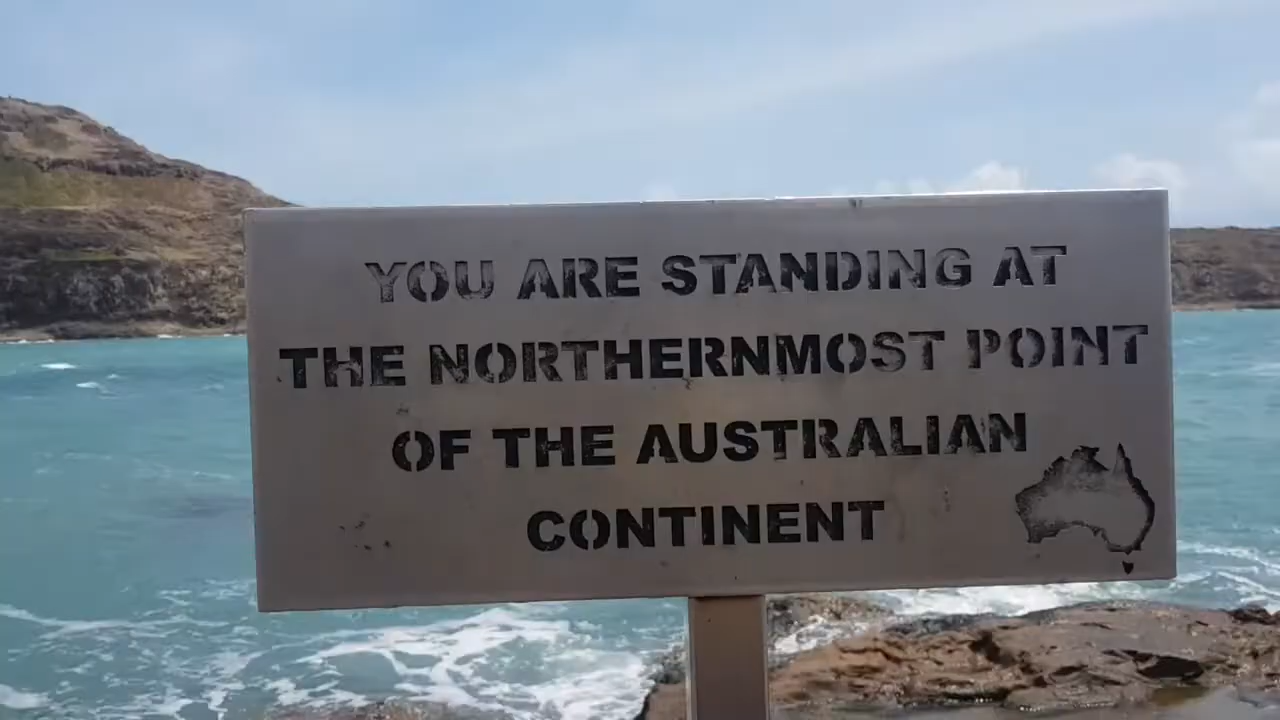 YOU ARE STANDING AT
THE NORTHERNMOST POINT
OF THE AUSTRALIAN
CONTINENT